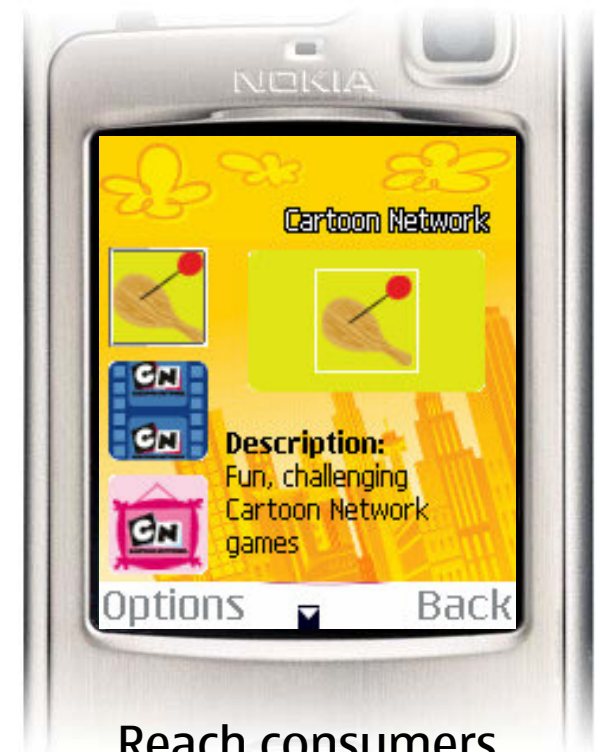 NOKIA
Cartoon Network
CN
CN
Description:
Fun, challenging
Cartoon Network
games
CN
Options
Back
Reach consumers